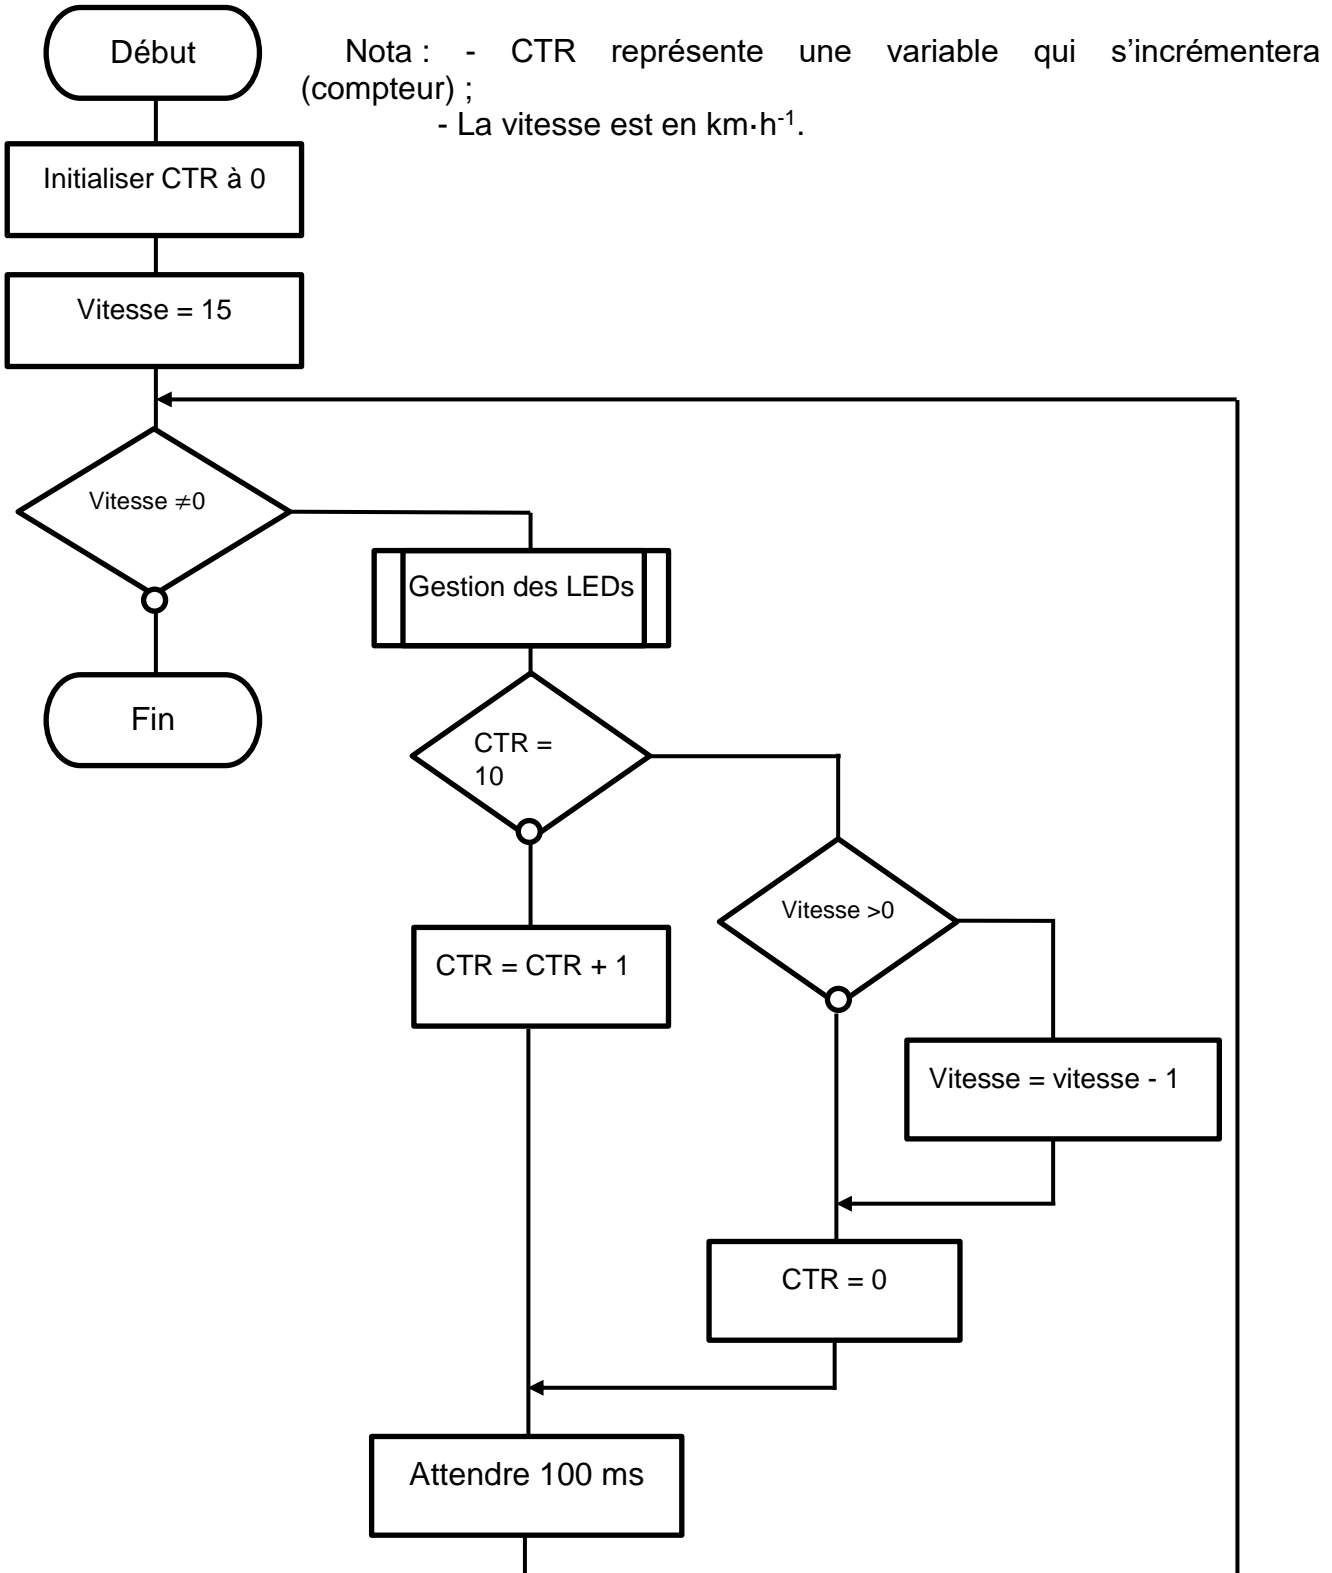 Début
Nota : - CTR représente une variable qui s'incrémentera
(compteur) ;
- La vitesse est en km·h⁻¹.
Initialiser CTR à 0
Vitesse = 15
Vitesse ≠0
Gestion des LEDs
Fin
CTR =
10
Vitesse >0
CTR = CTR + 1
Vitesse = vitesse - 1
CTR = 0
Attendre 100 ms